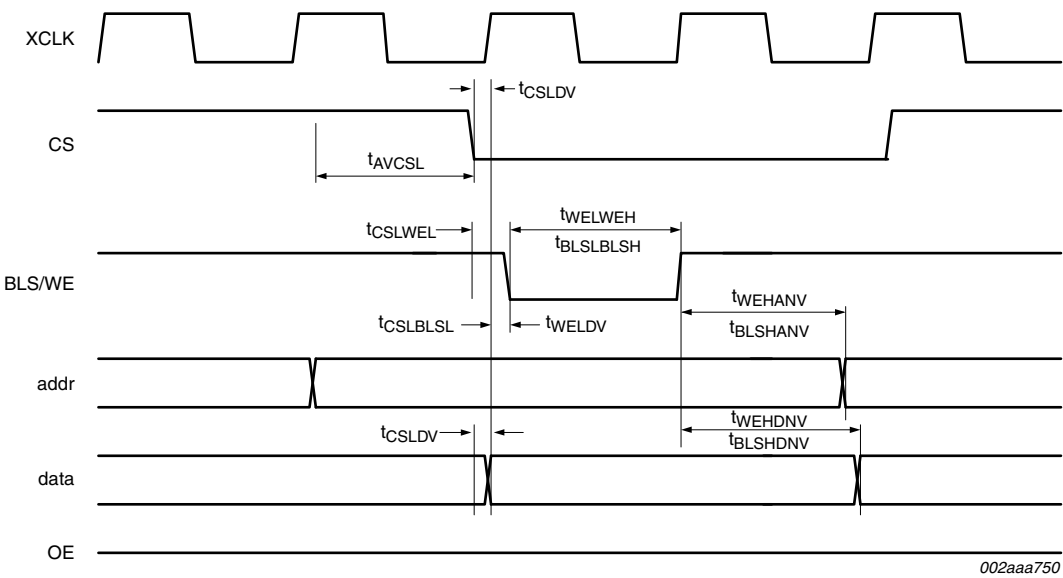 XCLK
tCSLDV
CS
tAVCSL
tCSLWEL
tWELWEH
tBLSLBLSH
BLS/WE
tWEHANV
tCSLBLSL
tWELDV
tBLSHANV
addr
tWEHDNV
tCSLDV
tBLSHDNV
data
OE
002aaa750